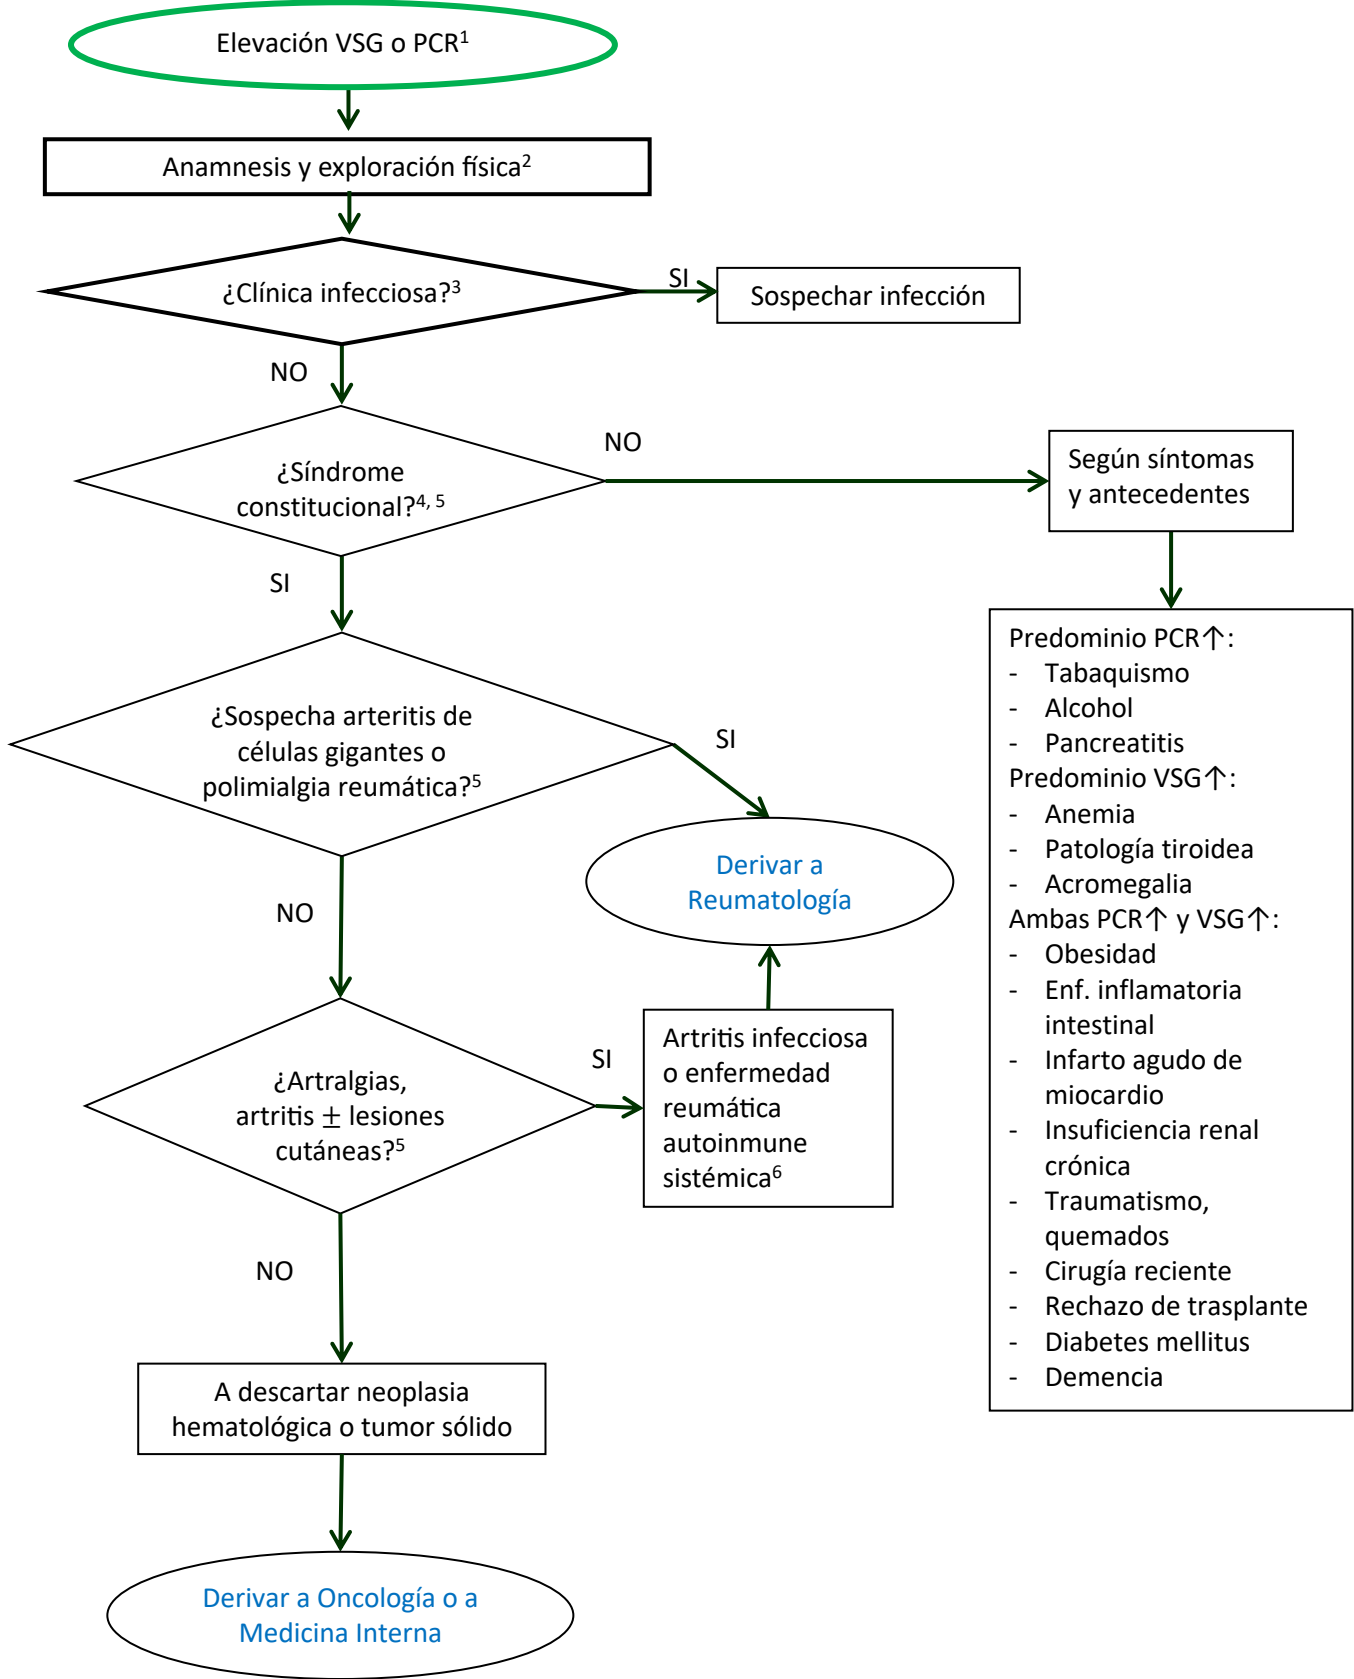 Elevación VSG o PCR¹
Anamnesis y exploración física²
¿Clínica infecciosa?³
SI
Sospechar infección
NO
¿Síndrome
constitucional?⁴, ⁵
NO
Según síntomas
y antecedentes
SI
¿Sospecha arteritis de
células gigantes o
polimialgia reumática?⁵
SI
Derivar a
Reumatología
NO
¿Artralgias,
artritis ± lesiones
cutáneas?⁵
SI
Artritis infecciosa
o enfermedad
reumática
autoinmune
sistémica⁶
NO
A descartar neoplasia
hematológica o tumor sólido
Derivar a Oncología o a
Medicina Interna
Predominio PCR↑:
- Tabaquismo
- Alcohol
- Pancreatitis
Predominio VSG↑:
- Anemia
- Patología tiroidea
- Acromegalia
Ambas PCR↑ y VSG↑:
- Obesidad
- Enf. inflamatoria
intestinal
- Infarto agudo de
miocardio
- Insuficiencia renal
crónica
- Traumatismo,
quemados
- Cirugía reciente
- Rechazo de trasplante
- Diabetes mellitus
- Demencia